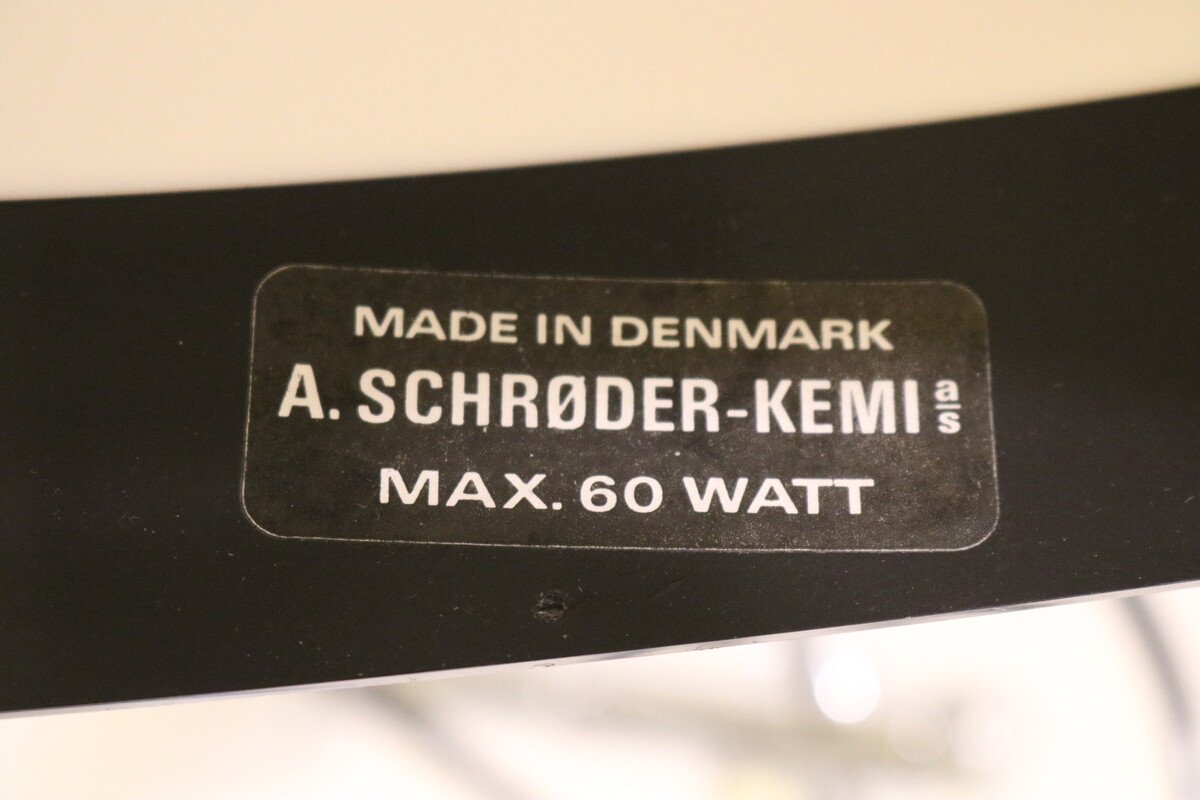 MADE IN DENMARK
A. SCHRØDER-KEMI a/s
MAX. 60 WATT